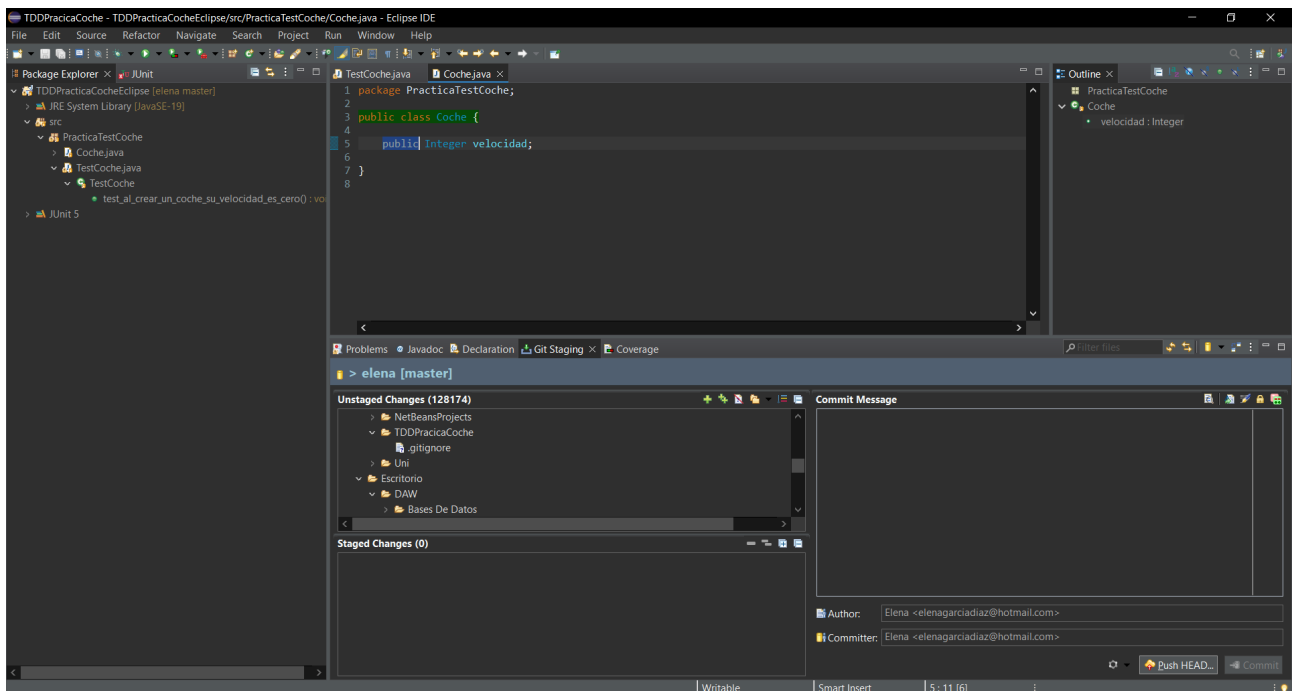 TDDPracicaCoche - TDDPracticaCocheEclipse/src/PracticaTestCoche/Coche.java - Eclipse IDE
File Edit Source Refactor Navigate Search Project Run Window Help
Package Explorer JUnit
TDDPracticaCocheEclipse [elena master]
JRE System Library [JavaSE-19]
src
PracticaTestCoche
Coche.java
TestCoche.java
TestCoche
test_al_crear_un_coche_su_velocidad_es_cero() : voi
JUnit 5
TestCoche.java Coche.java
1 package PracticaTestCoche;
2
3 public class Coche {
4
5 public Integer velocidad;
6
7 }
8
Outline
PracticaTestCoche
Coche
velocidad : Integer
Problems Javadoc Declaration Git Staging Coverage
Filter files
> elena [master]
Unstaged Changes (128174)
NetBeansProjects
TDDPracicaCoche
.gitignore
Uni
Escritorio
DAW
Bases De Datos
Staged Changes (0)
Commit Message
Author: Elena <elenagarciadiaz@hotmail.com>
Committer: Elena <elenagarciadiaz@hotmail.com>
Push HEAD... Commit
Writable Smart Insert 5 : 11 [6]